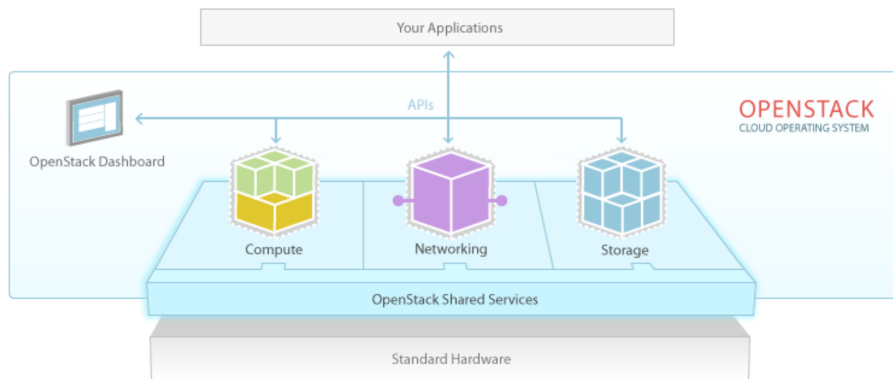 Your Applications
APIs
OPENSTACK
CLOUD OPERATING SYSTEM
OpenStack Dashboard
Compute
Networking
Storage
OpenStack Shared Services
Standard Hardware